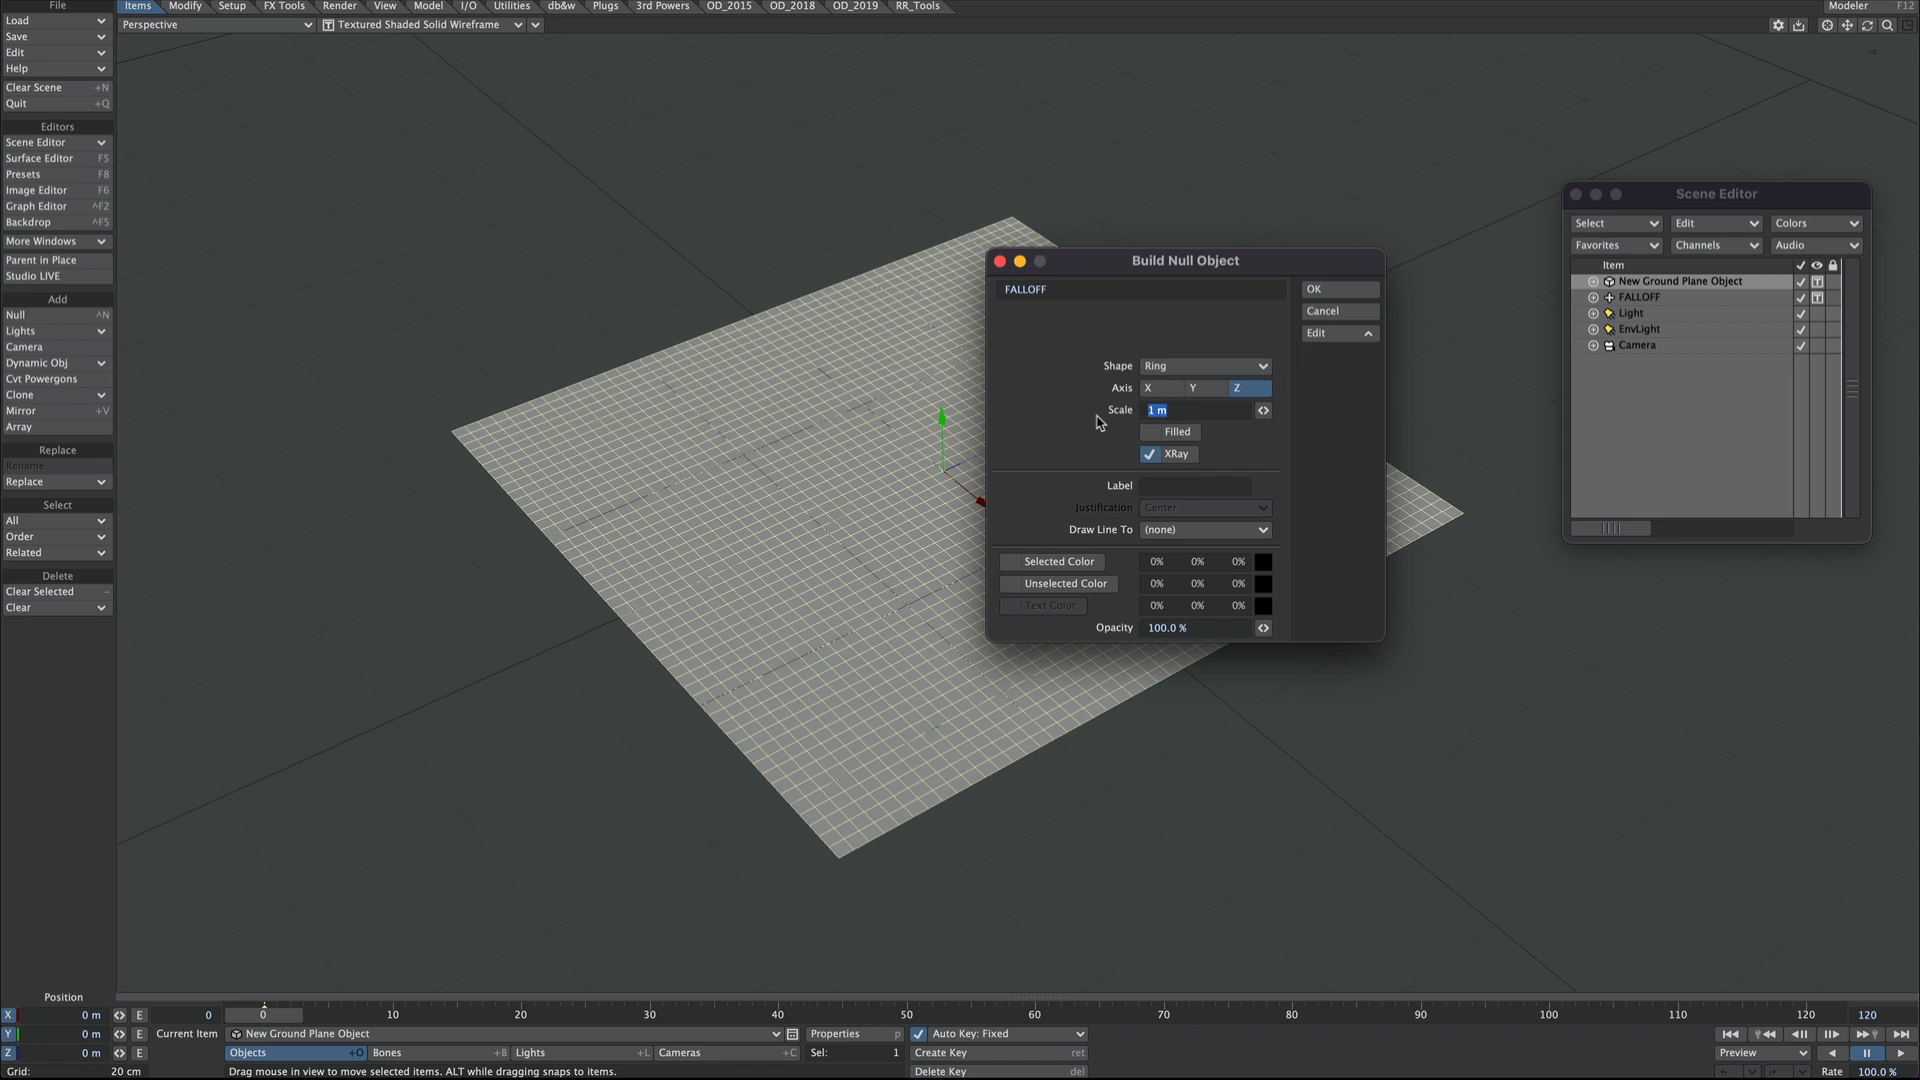 File
Items Modify Setup Render FX Tools View Model I/O Utilities db&w Plugs 3rd Powers OD_2015 OD_2018 OD_2019 RR_Tools
Modeler F12
Load
Perspective
Textured Shaded Solid Wireframe
Save
Edit
Help
Clear Scene +N
Quit +Q
Editors
Scene Editor
Surface Editor F5
Presets F8
Image Editor F6
Graph Editor ^F2
Backdrop ^F5
More Windows
Parent in Place
Studio LIVE
Add
Null ^N
Lights
Camera
Dynamic Obj
Cvt Powergons
Clone
Mirror +V
Array
Replace
Rename
Replace
Select
All
Order
Related
Delete
Clear Selected –
Clear
Build Null Object
FALLOFF
OK
Cancel
Edit
Shape Ring
Axis X Y Z
Scale 1 m
Filled
XRay
Label
Justification Center
Draw Line To (none)
Selected Color 0% 0% 0%
Unselected Color 0% 0% 0%
Text Color 0% 0% 0%
Opacity 100.0 %
Scene Editor
Select Edit Colors
Favorites Channels Audio
Item
New Ground Plane Object
FALLOFF
Light
EnvLight
Camera
Position
X 0 m E 0
0 10 20 30 40 50 60 70 80 90 100 110 120 120
Y 0 m E Current Item New Ground Plane Object Properties p Auto Key: Fixed
Z 0 m E Objects +O Bones +B Lights +L Cameras +C Sel: 1 Create Key ret Preview
Grid: 20 cm Drag mouse in view to move selected items. ALT while dragging snaps to items. Delete Key del Rate 100.0 %